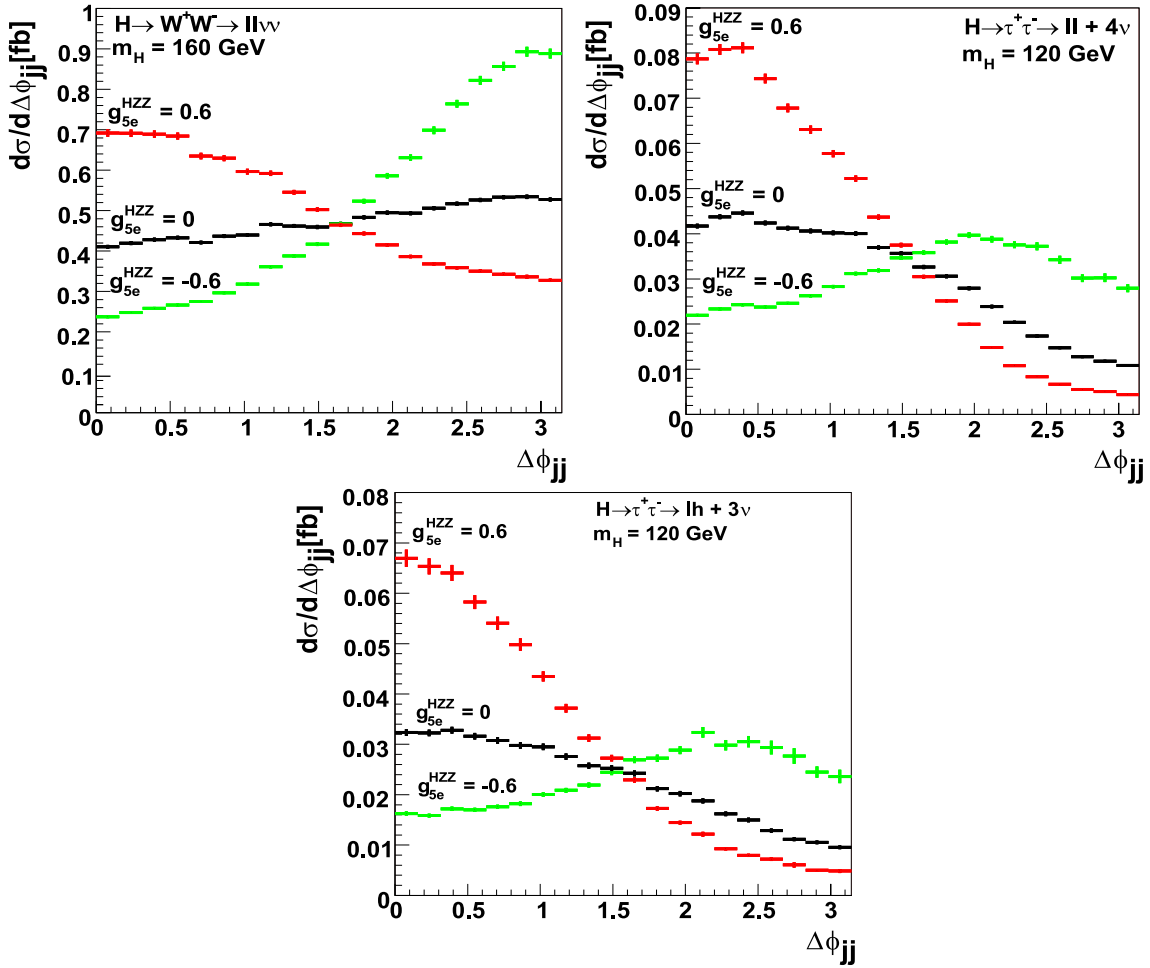 H→ W⁺W⁻→ llνν
m_H = 160 GeV
dσ/dΔϕ_jj[fb]
1
0.9
0.8
0.7
0.6
0.5
0.4
0.3
0.2
0.1
0
g_5e^HZZ = 0.6
g_5e^HZZ = 0
g_5e^HZZ = -0.6
0 0.5 1 1.5 2 2.5 3
Δϕ_jj
H→τ⁺τ⁻→ ll + 4ν
m_H = 120 GeV
dσ/dΔϕ_jj[fb]
0.09
0.08
0.07
0.06
0.05
0.04
0.03
0.02
0.01
0
g_5e^HZZ = 0.6
g_5e^HZZ = 0
g_5e^HZZ = -0.6
0 0.5 1 1.5 2 2.5 3
Δϕ_jj
H→τ⁺τ⁻→ lh + 3ν
m_H = 120 GeV
dσ/dΔϕ_jj[fb]
0.08
0.07
0.06
0.05
0.04
0.03
0.02
0.01
0
g_5e^HZZ = 0.6
g_5e^HZZ = 0
g_5e^HZZ = -0.6
0 0.5 1 1.5 2 2.5 3
Δϕ_jj